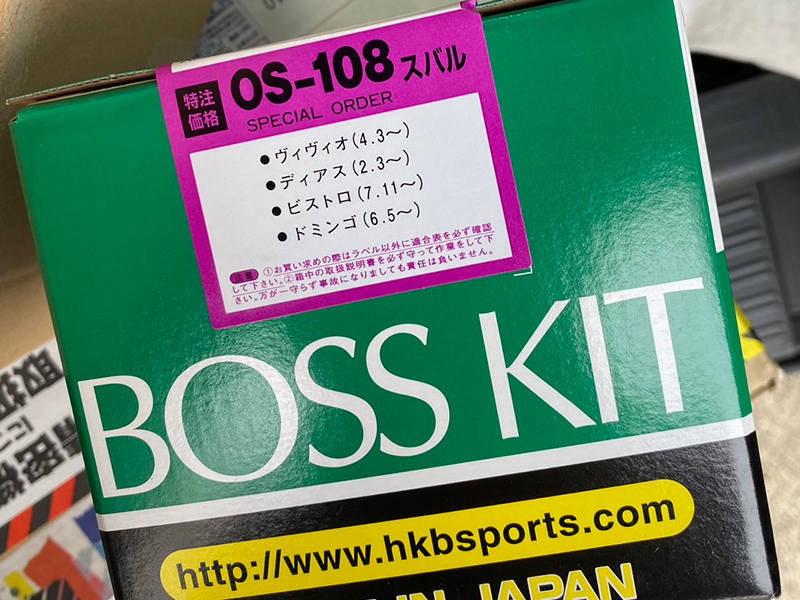 特注
価格
OS-108 スバル
SPECIAL ORDER
●ヴィヴィオ(4.3〜)
●ディアス(2.3〜)
●ビストロ(7.11〜)
●ドミンゴ(6.5〜)
注意 ①お買い求めの際はラベル以外に適合表を必ず確認
して下さい。②箱中の取扱説明書を必ず守って作業をして下
さい。万が一守らず事故になりましても責任は負いません。
BOSS KIT
http://www.hkbsports.com
IN JAPAN
精密機
に
取扱